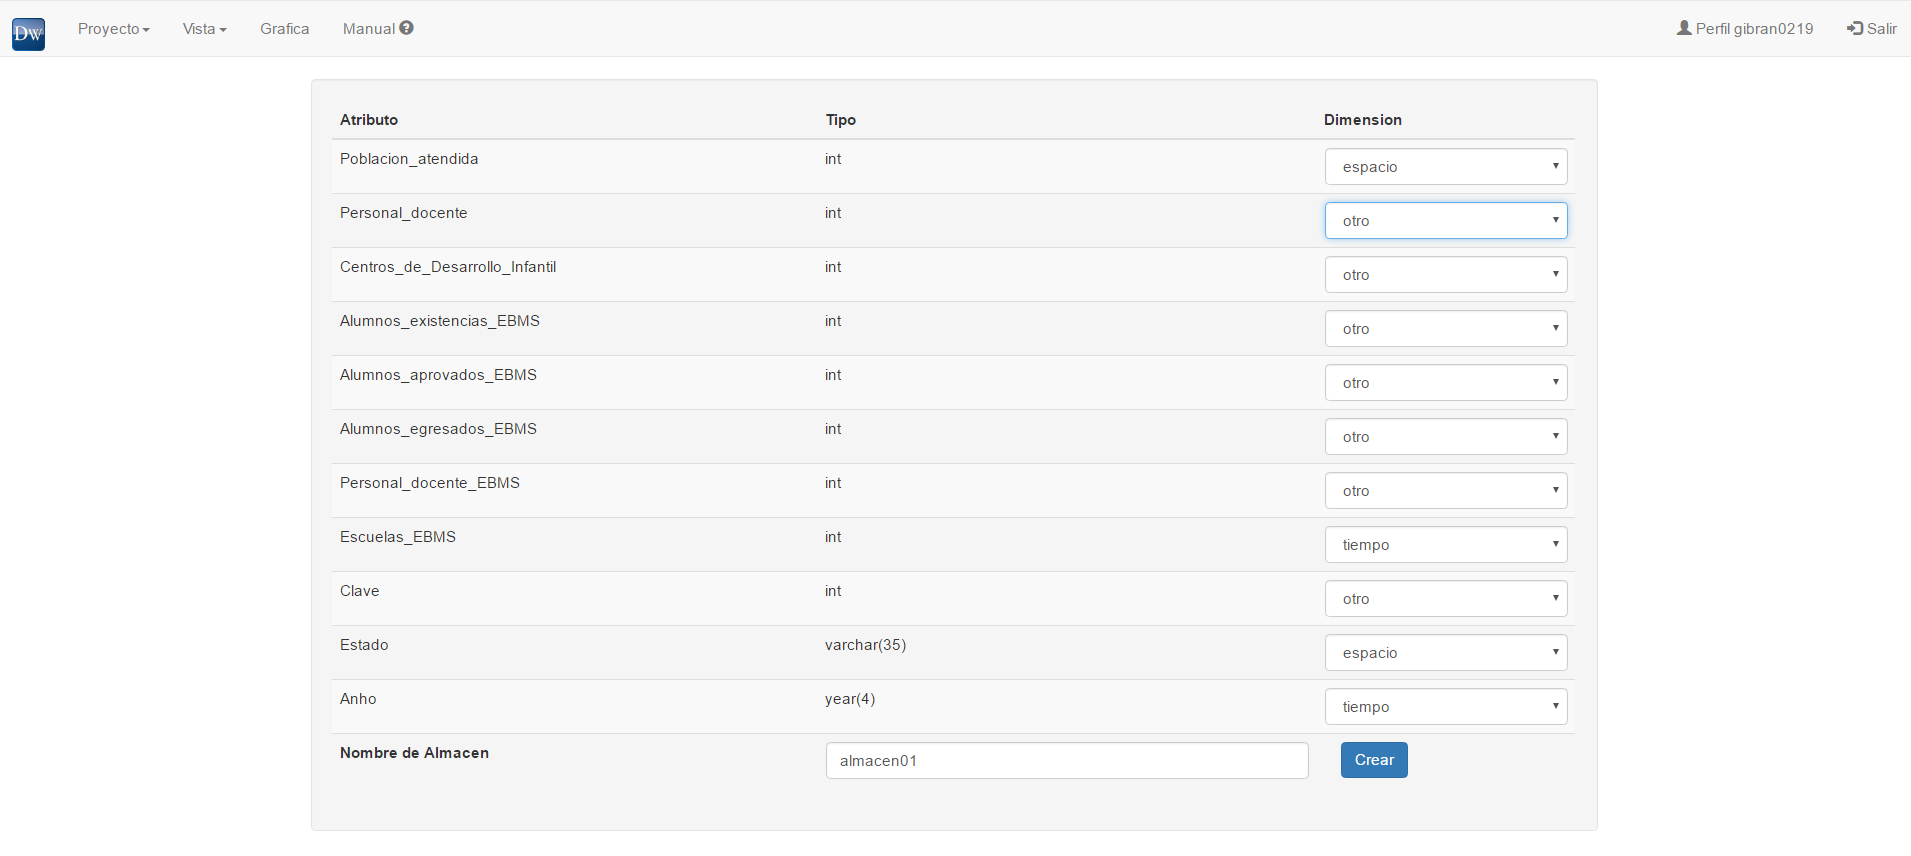 Dw Proyecto Vista Grafica Manual Perfil gibran0219 Salir
Atributo Tipo Dimension
Poblacion_atendida int espacio
Personal_docente int otro
Centros_de_Desarrollo_Infantil int otro
Alumnos_existencias_EBMS int otro
Alumnos_aprovados_EBMS int otro
Alumnos_egresados_EBMS int otro
Personal_docente_EBMS int otro
Escuelas_EBMS int tiempo
Clave int otro
Estado varchar(35) espacio
Anho year(4) tiempo
Nombre de Almacen almacen01 Crear